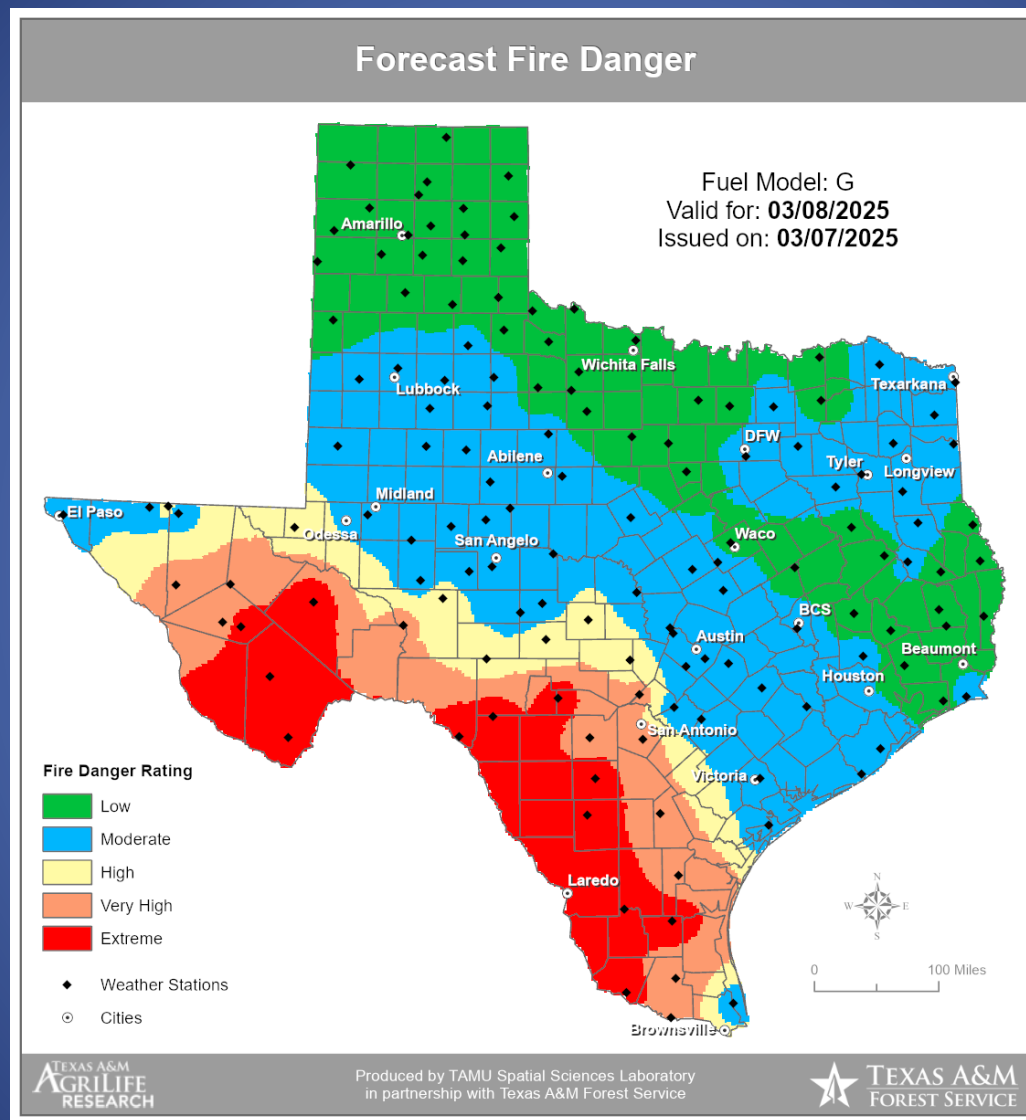 Forecast Fire Danger
Fuel Model: G
Valid for: 03/08/2025
Issued on: 03/07/2025
Amarillo
Wichita Falls
Lubbock
Texarkana
DFW
Abilene
Tyler
Longview
Midland
El Paso
Odessa
San Angelo
Waco
BCS
Austin
Beaumont
Houston
San Antonio
Victoria
Laredo
Brownsville
Fire Danger Rating
Low
Moderate
High
Very High
Extreme
Weather Stations
Cities
N
W E
S
0 100 Miles
TEXAS A&M
AGRILIFE
RESEARCH
Produced by TAMU Spatial Sciences Laboratory
in partnership with Texas A&M Forest Service
TEXAS A&M
FOREST SERVICE